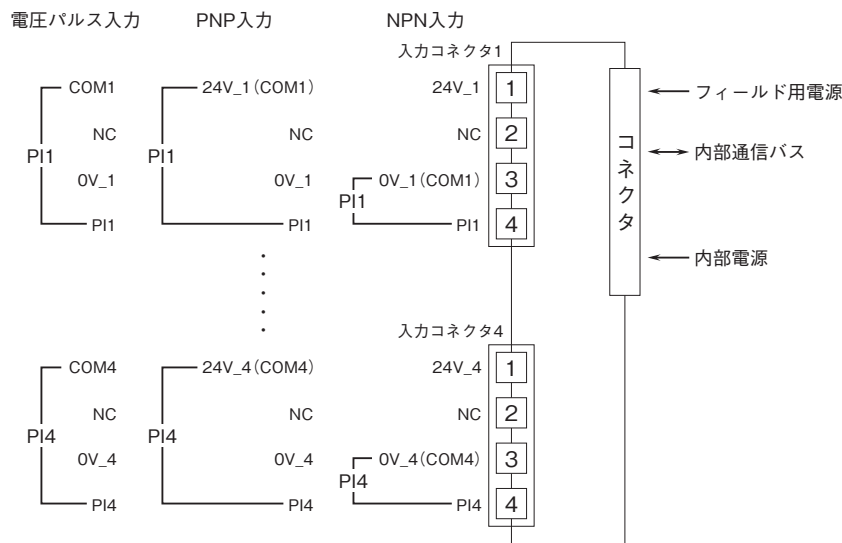 電圧パルス入力 PNP入力 NPN入力
入力コネクタ1
COM1 24V_1(COM1) 24V_1 1
フィールド用電源
NC NC NC 2
PI1 PI1
内部通信バス
コネクタ
0V_1 0V_1 0V_1(COM1) 3
PI1
PI1 PI1 PI1 4
内部電源
入力コネクタ4
COM4 24V_4(COM4) 24V_4 1
NC NC NC 2
PI4 PI4
0V_4 0V_4 0V_4(COM4) 3
PI4
PI4 PI4 PI4 4